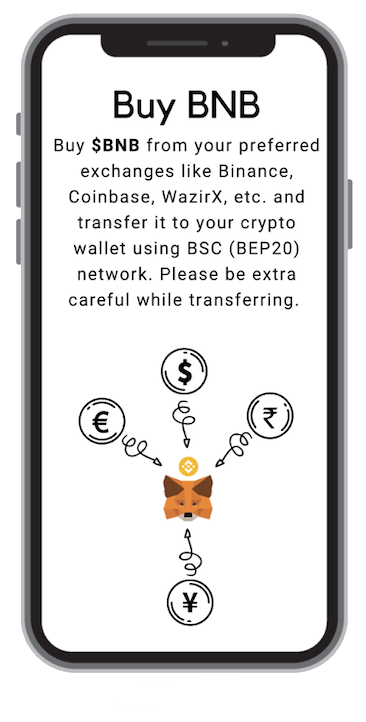 Buy BNB
Buy $BNB from your preferred
exchanges like Binance,
Coinbase, WazirX, etc. and
transfer it to your crypto
wallet using BSC (BEP20)
network. Please be extra
careful while transferring.
$
€
₹
¥